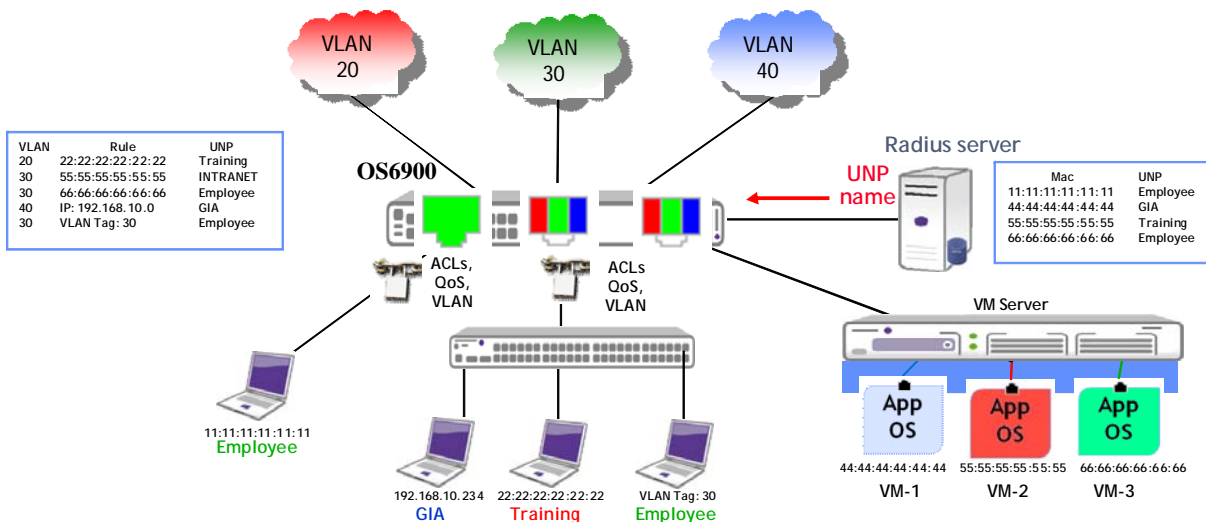 VLAN
20
VLAN
30
VLAN
40
VLAN Rule UNP
20 22:22:22:22:22:22 Training
30 55:55:55:55:55:55 INTRANET
30 66:66:66:66:66:66 Employee
40 IP: 192.168.10.0 GIA
30 VLAN Tag: 30 Employee
OS6900
UNP
name
Radius server
Mac UNP
11:11:11:11:11:11 Employee
44:44:44:44:44:44 GIA
55:55:55:55:55:55 Training
66:66:66:66:66:66 Employee
ACLs,
QoS,
VLAN
ACLs
QoS,
VLAN
VM Server
App
OS
App
OS
App
OS
11:11:11:11:11:11
Employee
44:44:44:44:44:44
55:55:55:55:55:55
66:66:66:66:66:66
VM-1
VM-2
VM-3
192.168.10.234
GIA
22:22:22:22:22:22
Training
VLAN Tag: 30
Employee